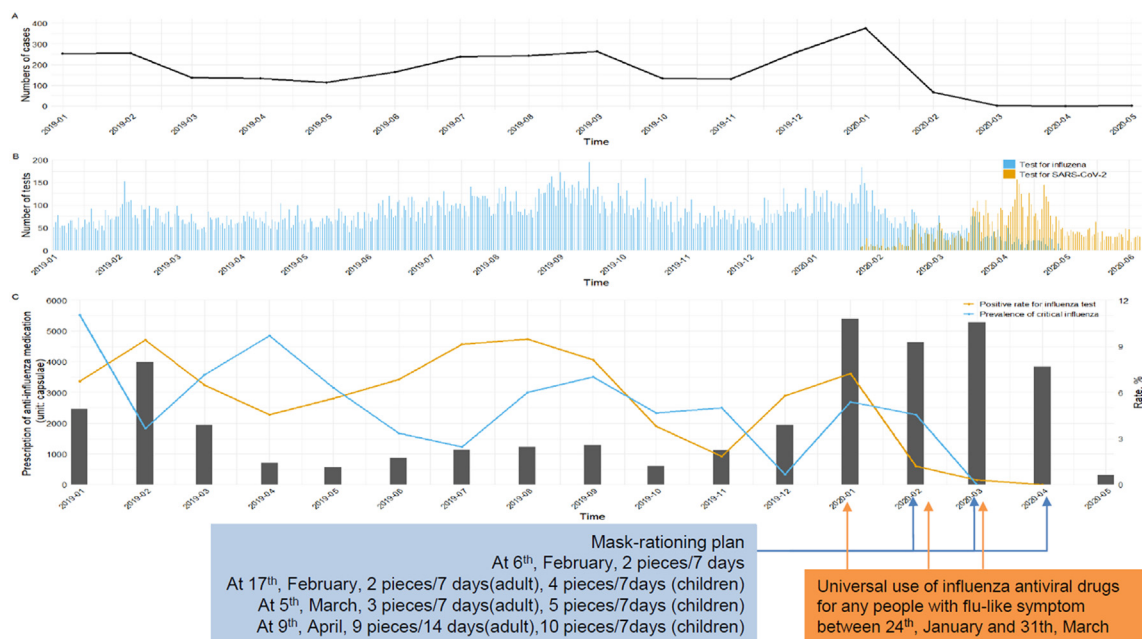 A
Numbers of cases
400
300
200
100
0
2019-01 2019-02 2019-03 2019-04 2019-05 2019-06 2019-07 2019-08 2019-09 2019-10 2019-11 2019-12 2020-01 2020-02 2020-03 2020-04 2020-05
Time
B
Number of tests
200
150
100
50
0
Test for infuzena
Test for SARS-CoV-2
2019-01 2019-02 2019-03 2019-04 2019-05 2019-06 2019-07 2019-08 2019-09 2019-10 2019-11 2019-12 2020-01 2020-02 2020-03 2020-04 2020-05 2020-06
Time
C
Prescription of anti-influenza medication
(unit: capsulae)
6000
5000
4000
3000
2000
1000
0
Positive rate for influenza test
Prevalence of critical influenza
12
9
6
3
0
Rate, %
2019-01 2019-02 2019-03 2019-04 2019-05 2019-06 2019-07 2019-08 2019-09 2019-10 2019-11 2019-12 2020-01 2020-02 2020-03 2020-04 2020-05
Time
Mask-rationing plan
At 6th, February, 2 pieces/7 days
At 17th, February, 2 pieces/7 days(adult), 4 pieces/7days (children)
At 5th, March, 3 pieces/7 days(adult), 5 pieces/7days (children)
At 9th, April, 9 pieces/14 days(adult),10 pieces/7days (children)
Universal use of influenza antiviral drugs
for any people with flu-like symptom
between 24th, January and 31th, March